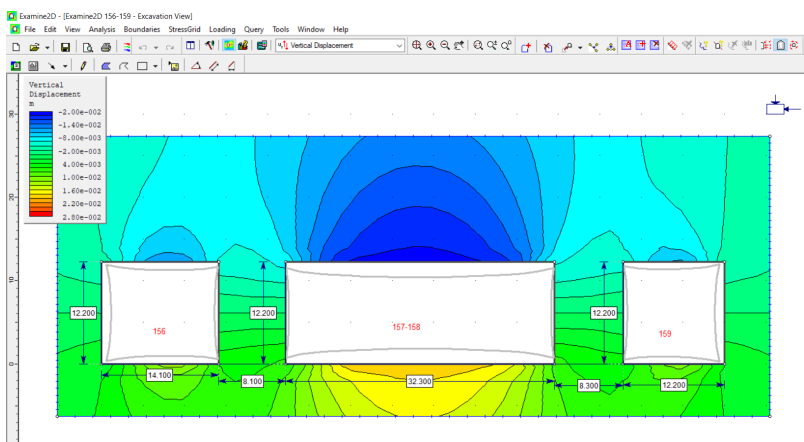 Examine2D - [Examine2D 156-159 - Excavation View]
File Edit View Analysis Boundaries StressGrid Loading Query Tools Window Help
Vertical Displacement
Vertical
Displacement
m
-2.00e-002
-1.40e-002
-8.00e-003
-2.00e-003
4.00e-003
1.00e-002
1.60e-002
2.20e-002
2.80e-002
30
20
10
0
12.200
12.200
12.200
156
157-158
159
14.100
8.100
32.300
8.300
12.200